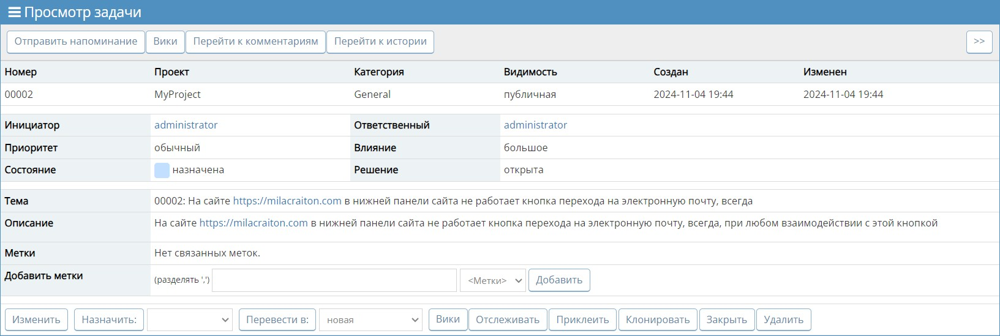 Просмотр задачи
Отправить напоминание Вики Перейти к комментариям Перейти к истории >>
Номер Проект Категория Видимость Создан Изменен
00002 MyProject General публичная 2024-11-04 19:44 2024-11-04 19:44
Инициатор administrator Ответственный administrator
Приоритет обычный Влияние большое
Состояние назначена Решение открыта
Тема 00002: На сайте https://milacraiton.com в нижней панели сайта не работает кнопка перехода на электронную почту, всегда
Описание На сайте https://milacraiton.com в нижней панели сайта не работает кнопка перехода на электронную почту, всегда, при любом взаимодействии с этой кнопкой
Метки Нет связанных меток.
Добавить метки (разделять ',') <Метки> Добавить
Изменить Назначить: Перевести в: новая Вики Отслеживать Приклеить Клонировать Закрыть Удалить